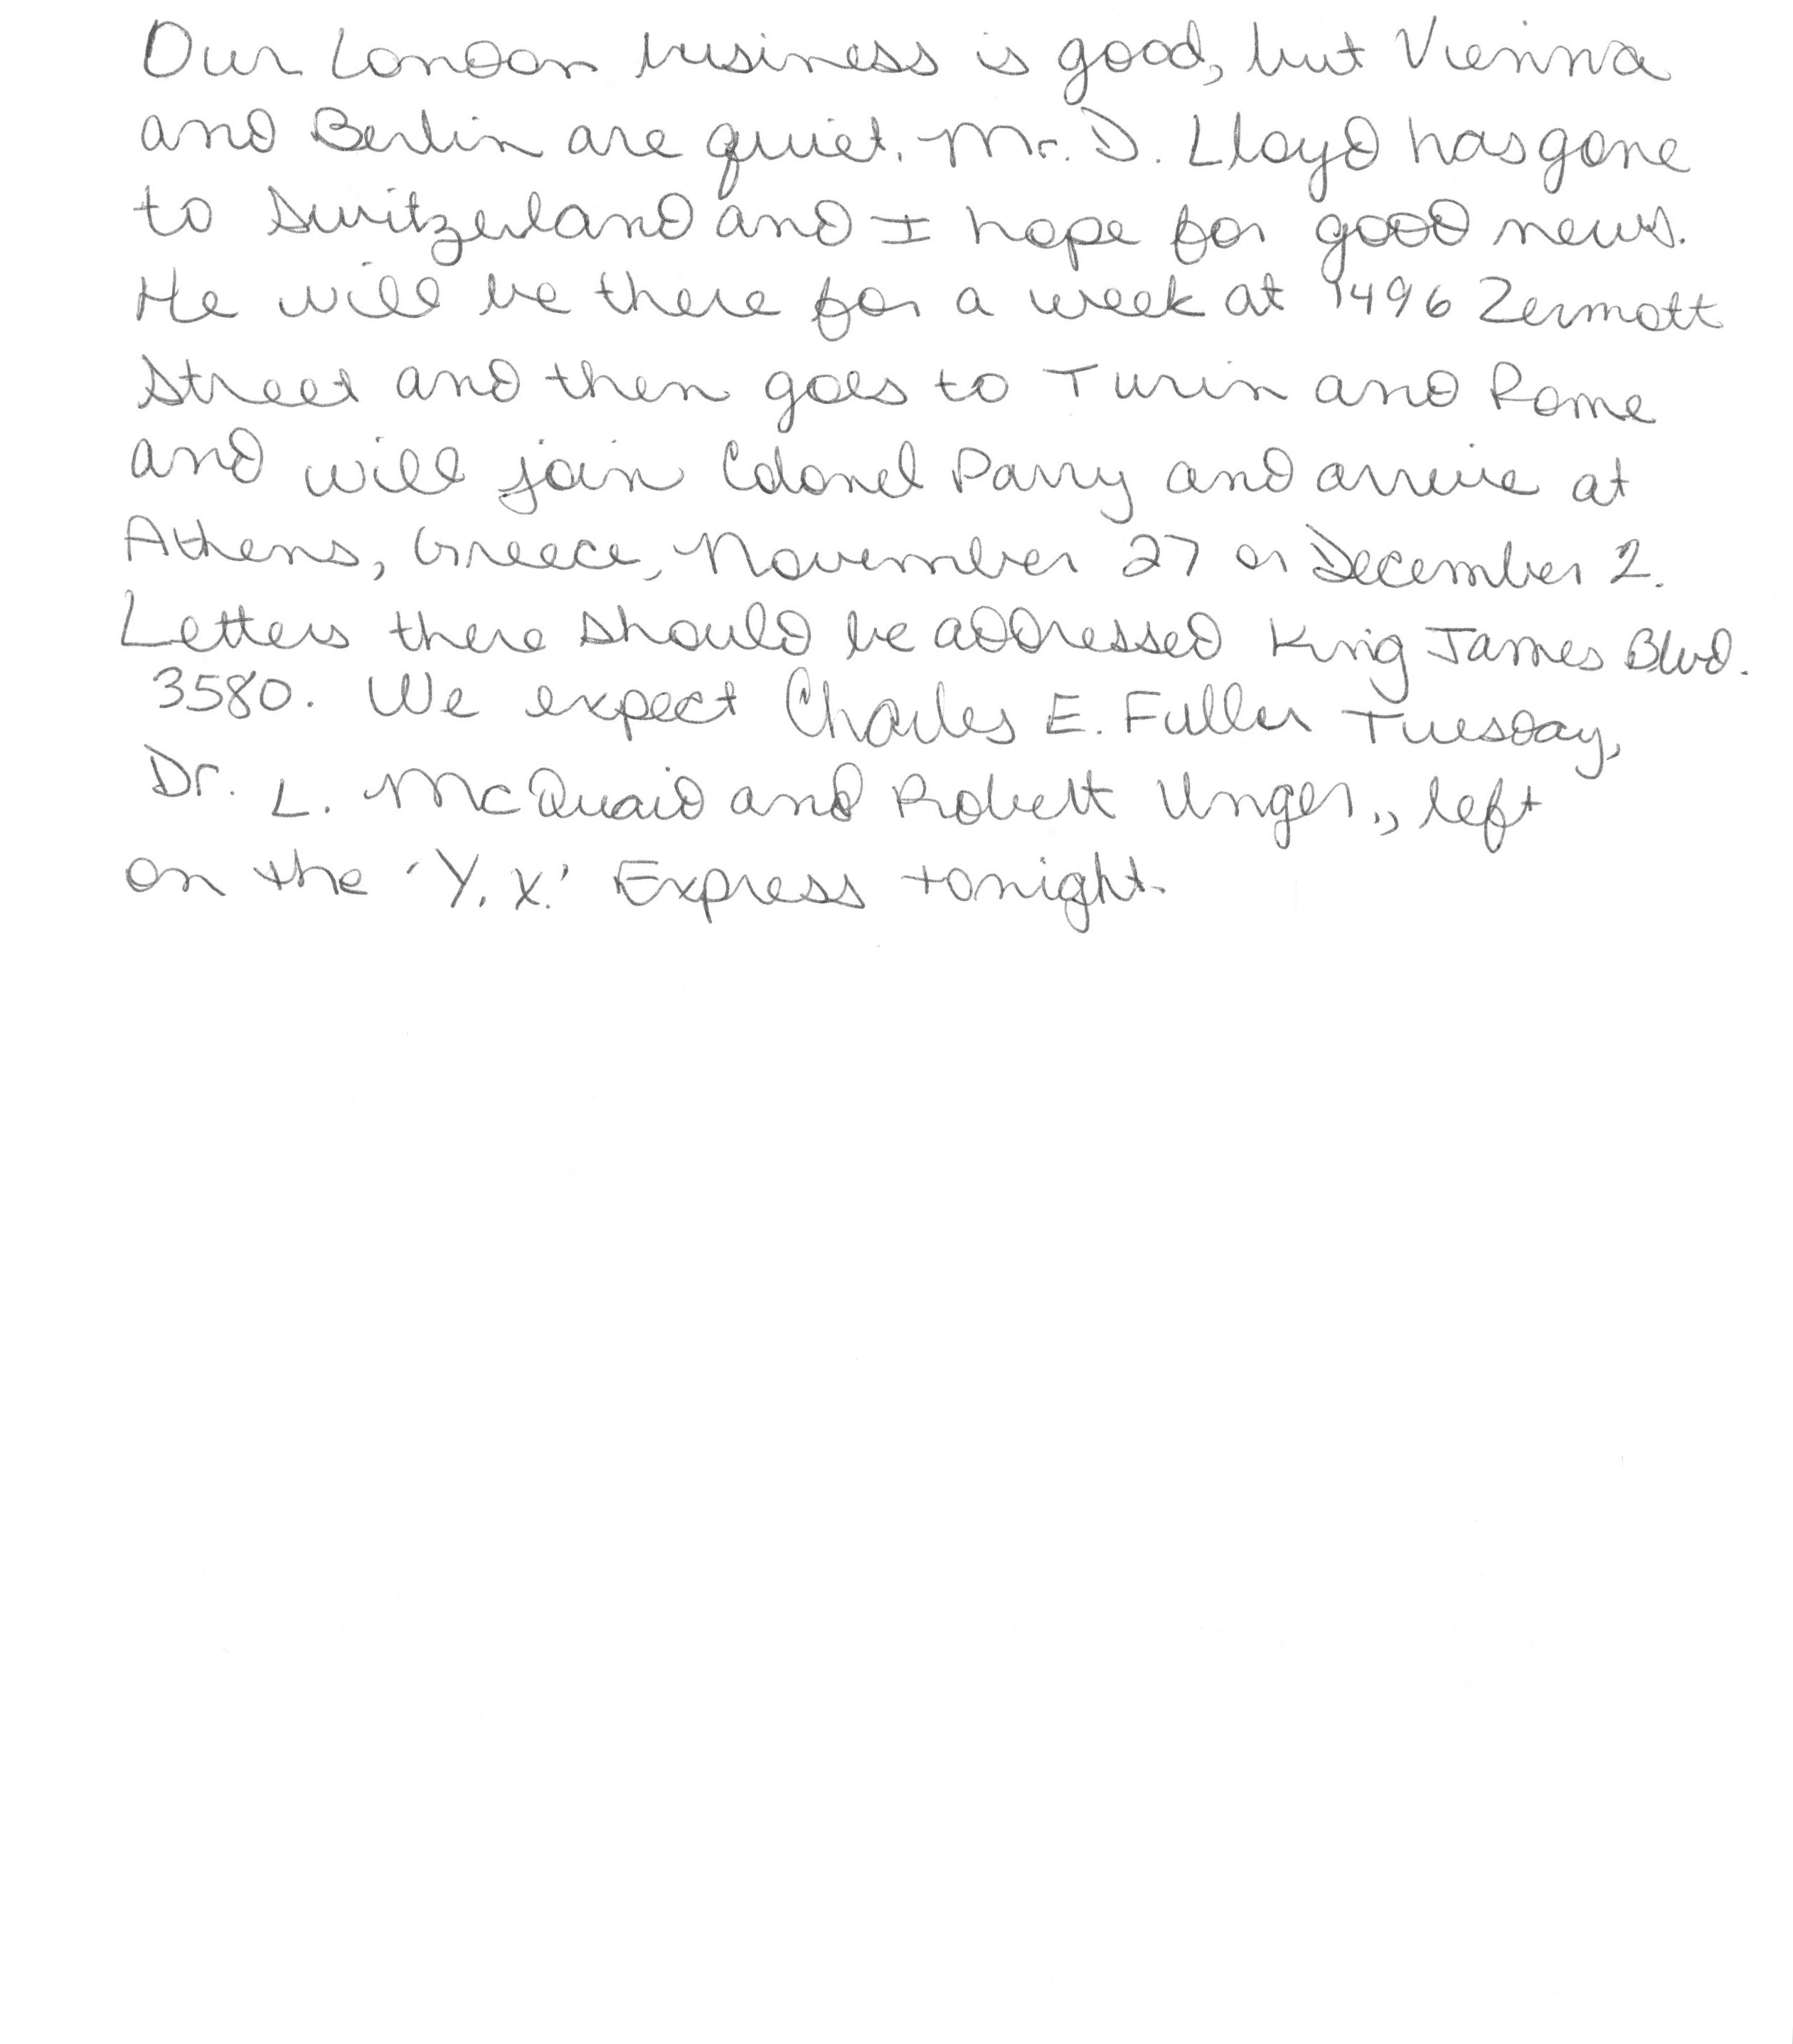 Our London business is good, but Vienna
and Berlin are quiet. Mr. D. Lloyd has gone
to Switzerland and I hope for good news.
He will be there for a week at 1496 Zermott
Street and then goes to Turin and Rome
and will join Colonel Parry and arrive at
Athens, Greece, November 27 or December 2.
Letters there should be addressed King James Blvd.
3580. We expect Charles E. Fuller Tuesday,
Dr. L. McQuaid and Robert Unger., left
on the 'Y. X.' Express tonight.